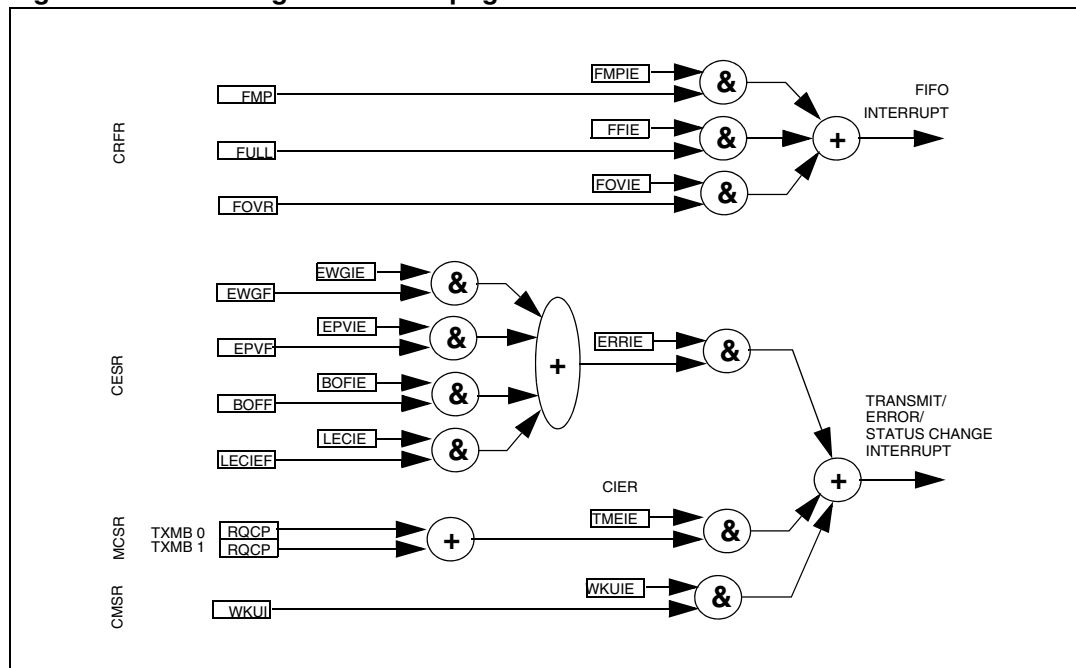 FMPIE
&
FMP
FIFO
INTERRUPT
CRFR
FFIE
&
+
FULL
FOVIE
&
FOVR
EWGIE
&
EWGF
EPVIE
&
EPVF
ERRIE
&
+
CESR
BOFIE
&
BOFF
LECIE
&
LECIEF
TRANSMIT/
ERROR/
STATUS CHANGE
INTERRUPT
+
CIER
MCSR
TXMB 0
RQCP
TXMB 1
RQCP
+
TMEIE
&
CMSR
WKUIE
&
WKUI